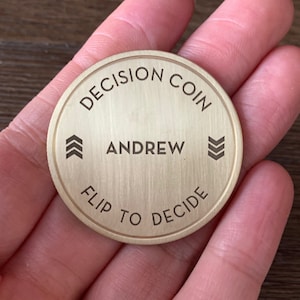 DECISION COIN
ANDREW
FLIP TO DECIDE